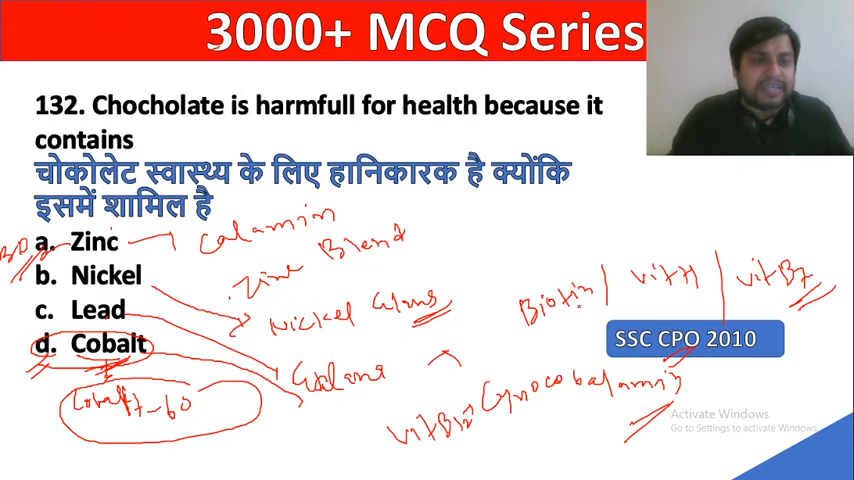 3000+ MCQ Series
132. Chocholate is harmfull for health because it
contains
चोकोलेट स्वास्थ्य के लिए हानिकारक है क्योंकि
इसमें शामिल है
a. Zinc
calamin
Zinc Blend
b. Nickel
Nickel Glans
c. Lead
Galena
d. Cobalt
Cobalt-60
Biotin / vit H / vit B7
SSC CPO 2010
vit B12 Cynocobalamin
Activate Windows
Go to Settings to activate Windows.